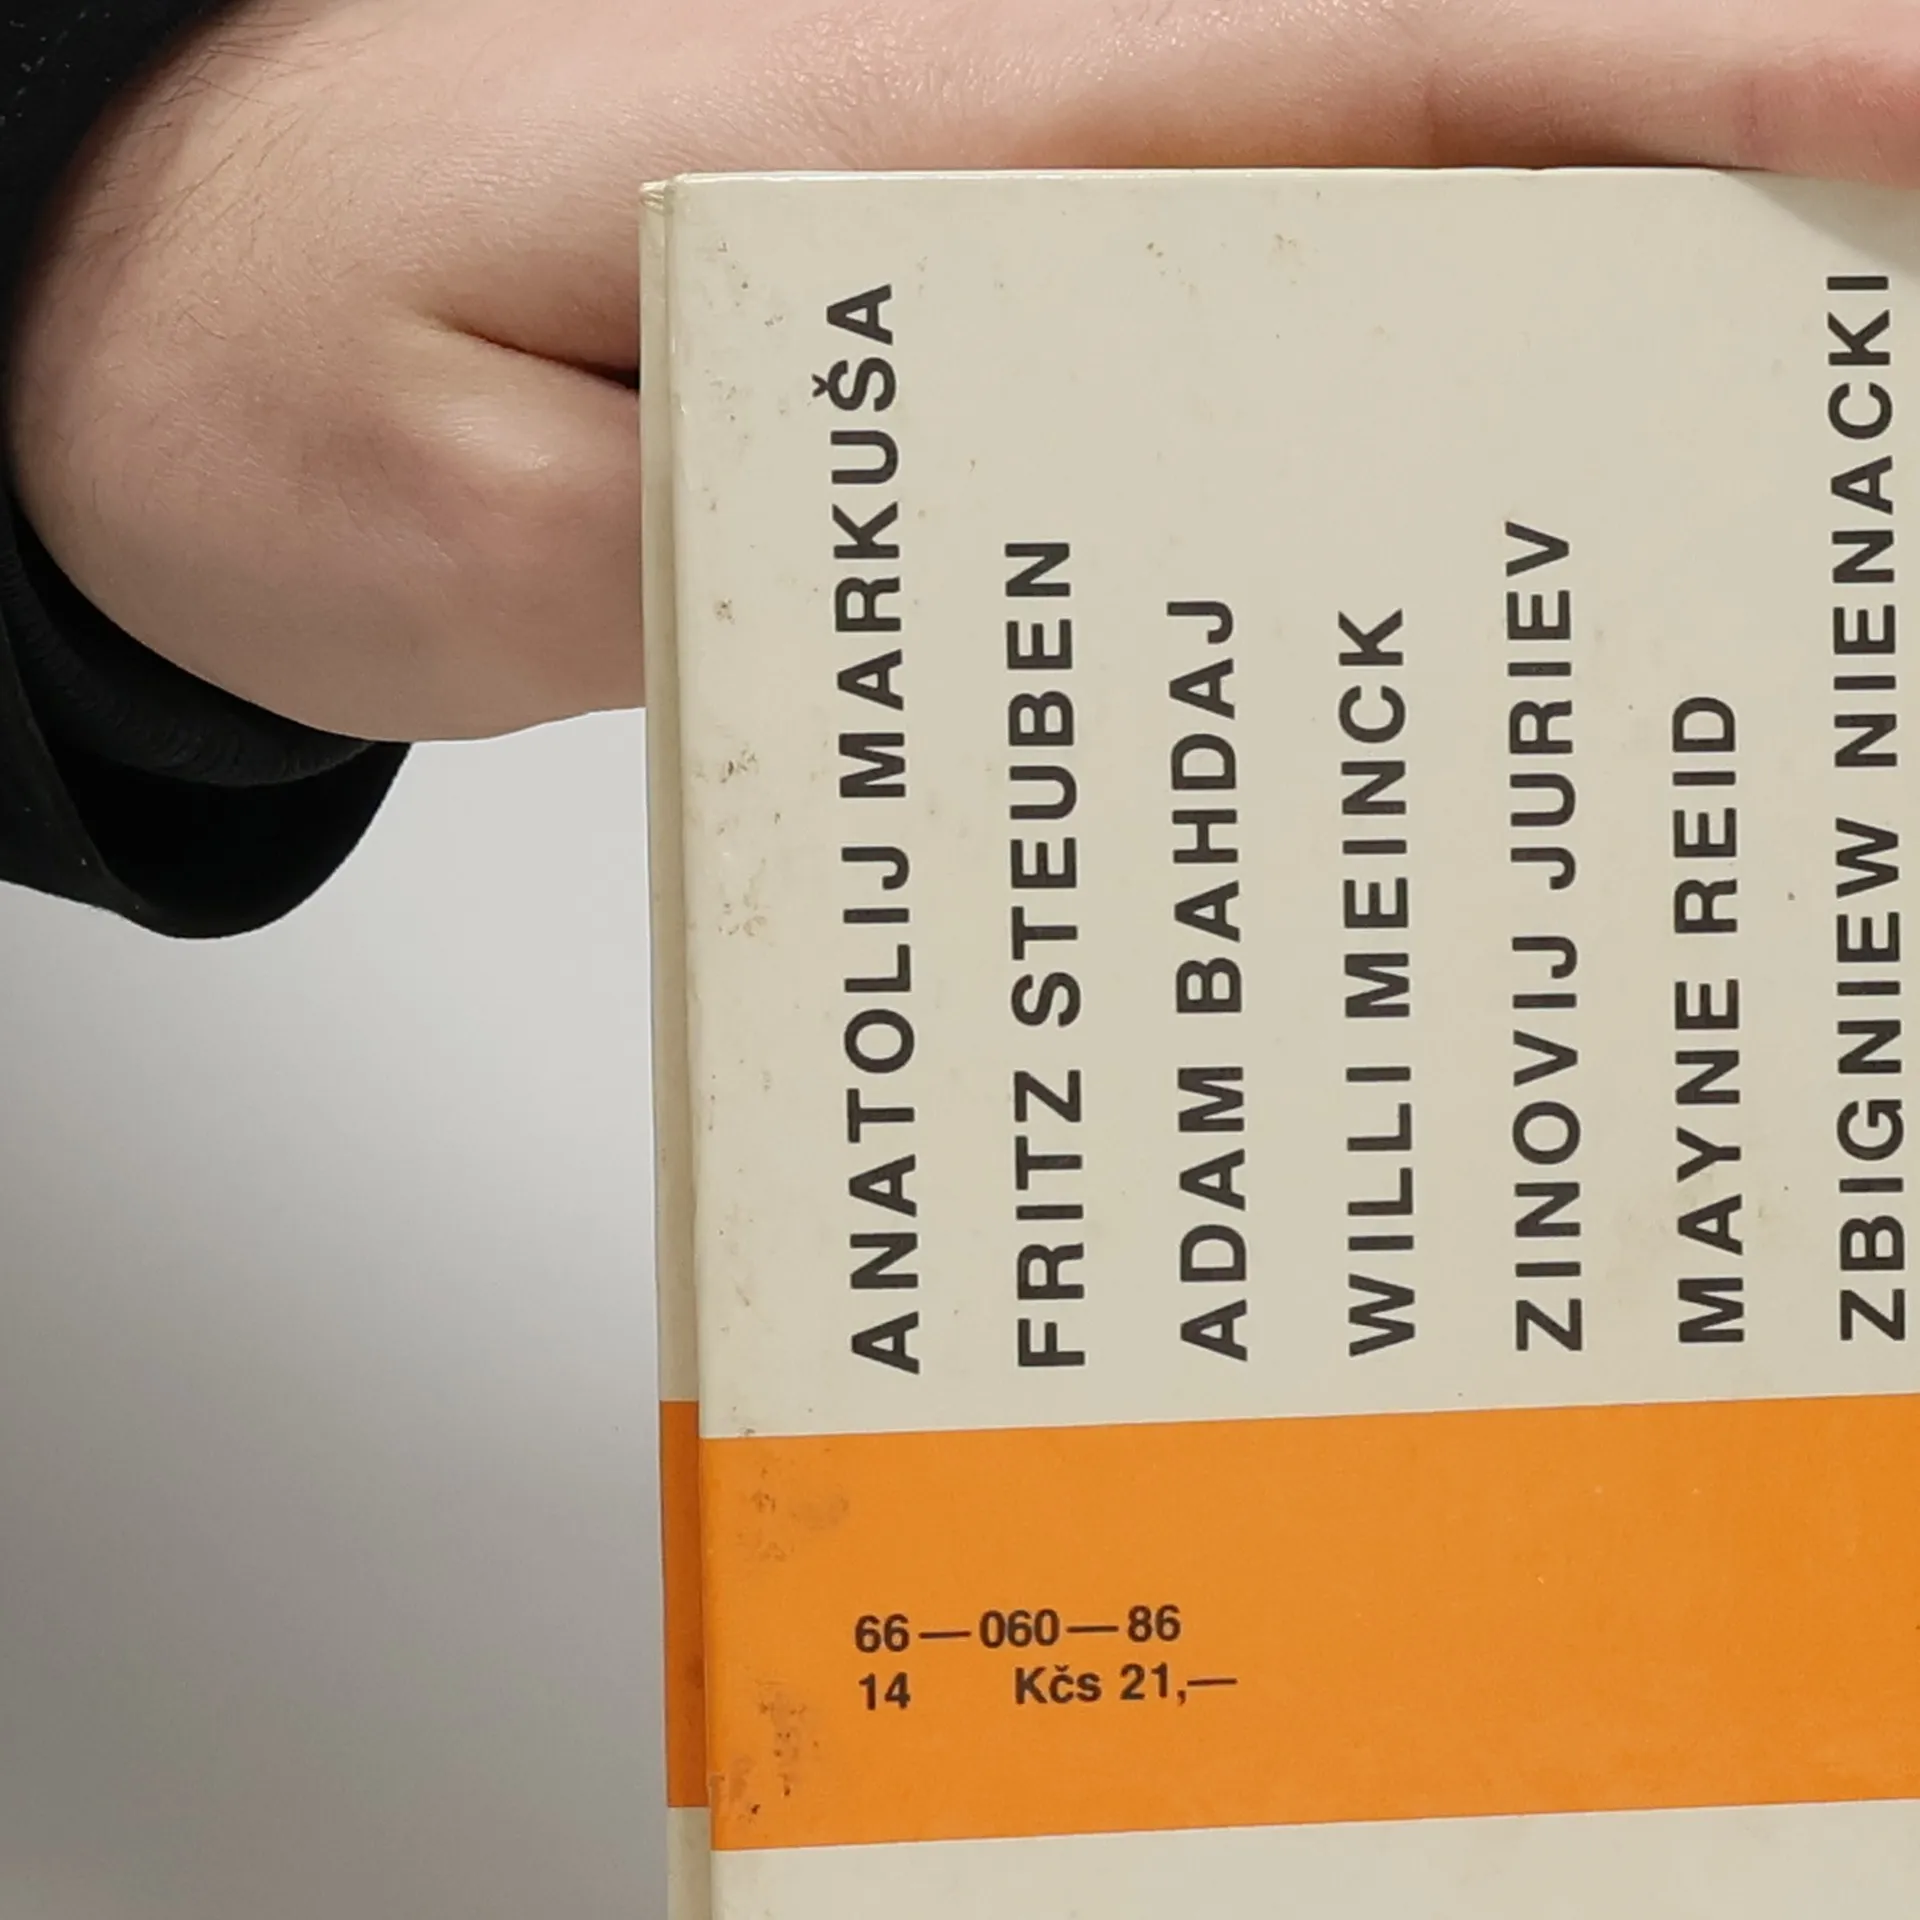 ANATOLIJ MARKUŠA
FRITZ STEUBEN
ADAM BAHDAJ
WILLI MEINCK
ZINOVIJ JURIEV
MAYNE REID
ZBIGNIEW NIENACKI
66—060—86
14 Kčs 21,—